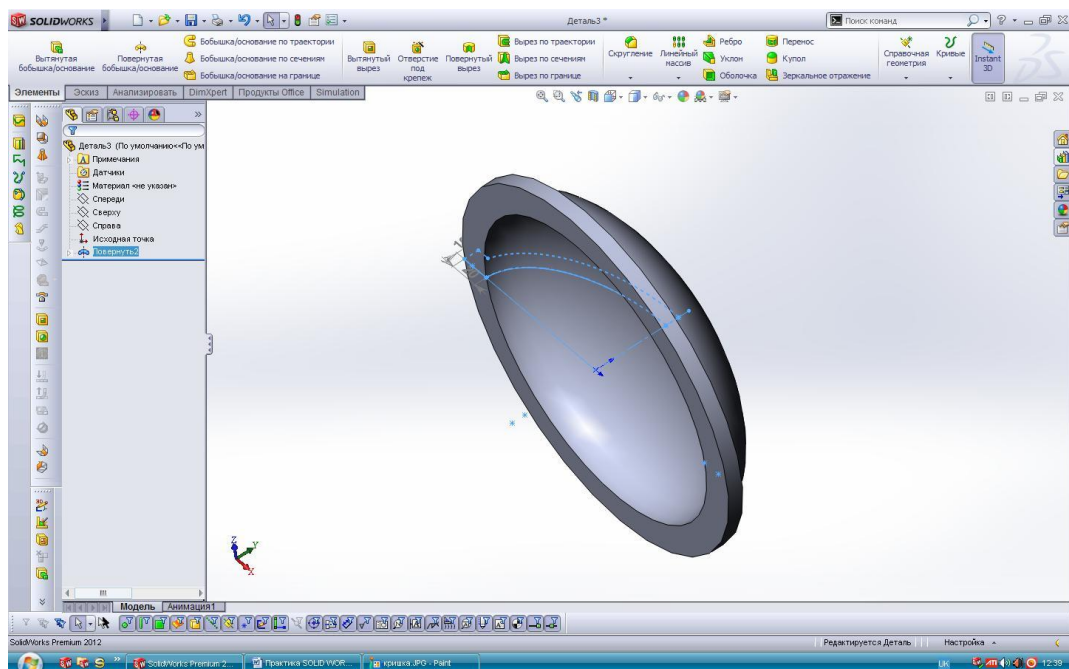 SOLIDWORKS
Деталь3 *
Поиск команд
Вытянутая бобышка/основание
Повернутая бобышка/основание
Бобышка/основание по траектории
Бобышка/основание по сечениям
Бобышка/основание на границе
Вытянутый вырез
Отверстие под крепеж
Повернутый вырез
Вырез по траектории
Вырез по сечениям
Вырез по границе
Скругление
Линейный массив
Ребро
Уклон
Оболочка
Перенос
Купол
Зеркальное отражение
Справочная геометрия
Кривые
Instant 3D
Элементы Эскиз Анализировать DimXpert Продукты Office Simulation
Деталь3 (По умолчанию<<По ум
Примечания
Датчики
Материал <не указан>
Спереди
Сверху
Справа
Исходная точка
Повернуть2
Z
Y
X
Модель Анимация1
SolidWorks Premium 2012
Редактируется Деталь Настройка
SolidWorks Premium 2... Практика SOLID WOR... кришка.JPG - Paint UK 12:39